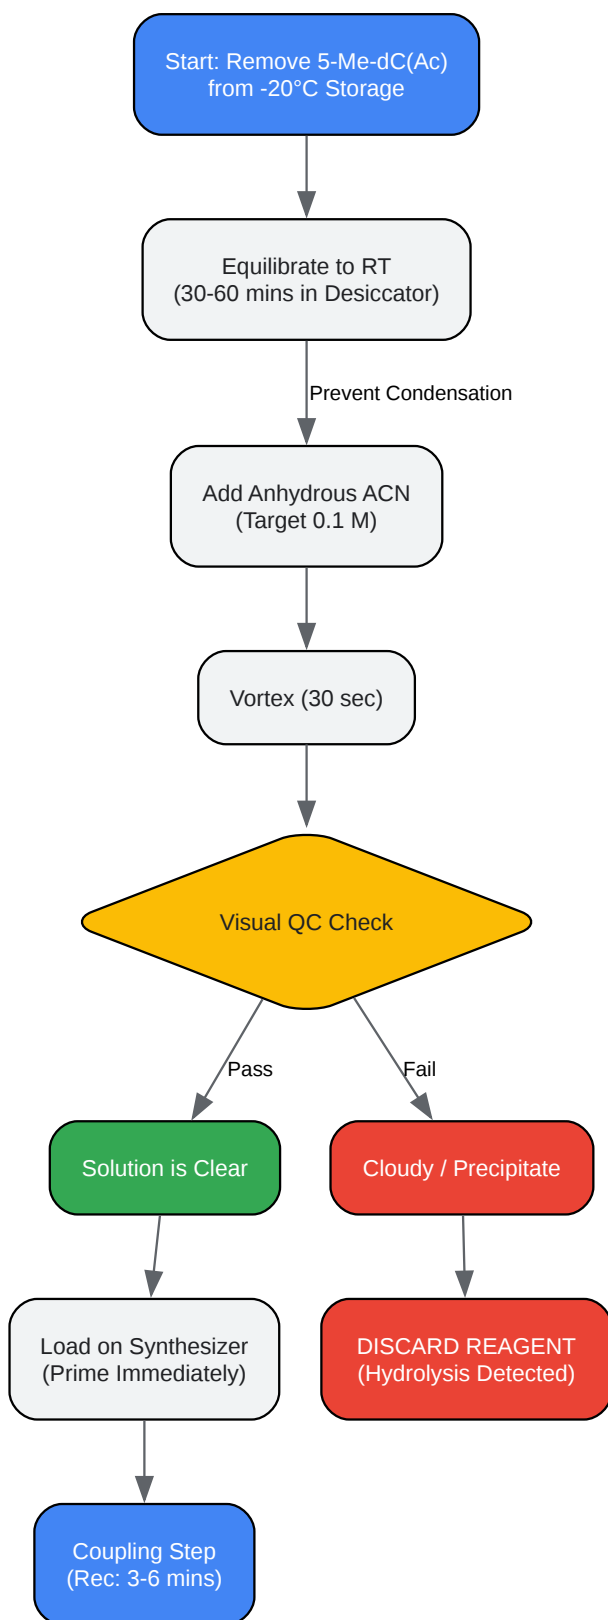 Start: Remove 5-Me-dC(Ac)
from -20°C Storage
Equilibrate to RT
(30-60 mins in Desiccator)
Prevent Condensation
Add Anhydrous ACN
(Target 0.1 M)
Vortex (30 sec)
Visual QC Check
Pass
Fail
Solution is Clear
Cloudy / Precipitate
Load on Synthesizer
(Prime Immediately)
DISCARD REAGENT
(Hydrolysis Detected)
Coupling Step
(Rec: 3-6 mins)